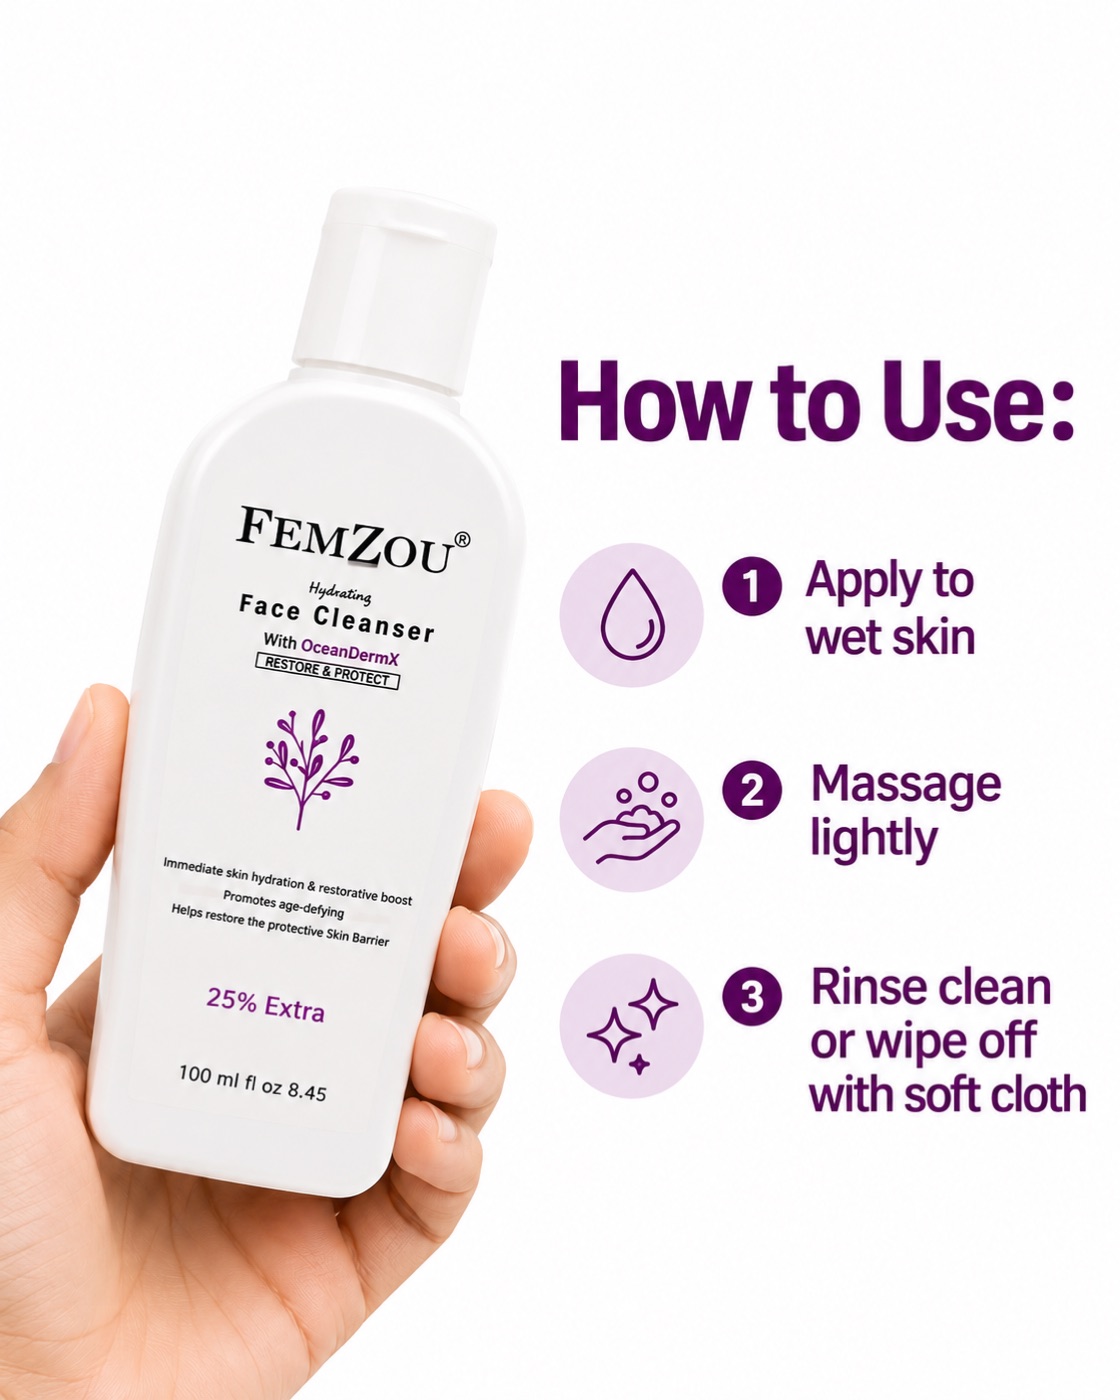 FEMZOU®
Hydrating
Face Cleanser
With OceanDermX
RESTORE & PROTECT
Immediate skin hydration & restorative boost
Promotes age-defying
Helps restore the protective Skin Barrier
25% Extra
100 ml fl oz 8.45
How to Use:
1 Apply to
wet skin
2 Massage
lightly
3 Rinse clean
or wipe off
with soft cloth